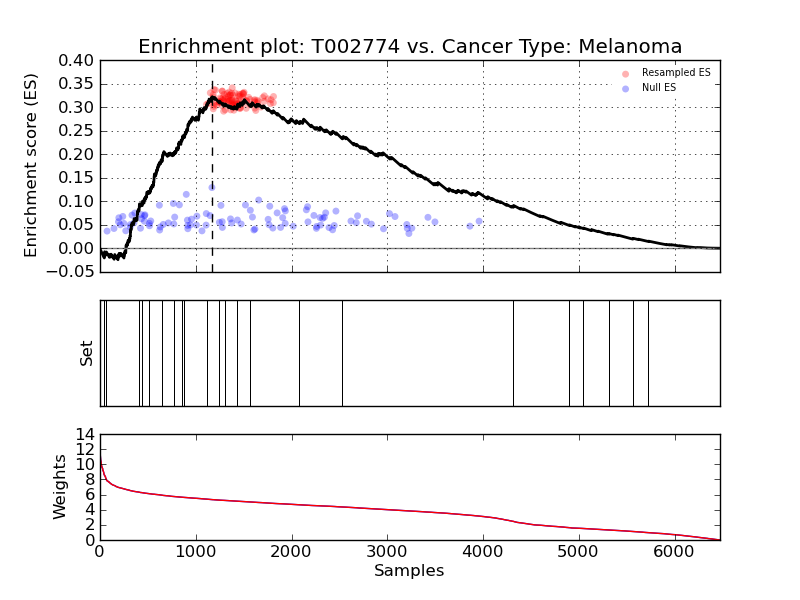 Enrichment plot: T002774 vs. Cancer Type: Melanoma
Enrichment score (ES)
0.40
0.35
0.30
0.25
0.20
0.15
0.10
0.05
0.00
−0.05
Resampled ES
Null ES
Set
Weights
14
12
10
8
6
4
2
0
0 1000 2000 3000 4000 5000 6000
Samples